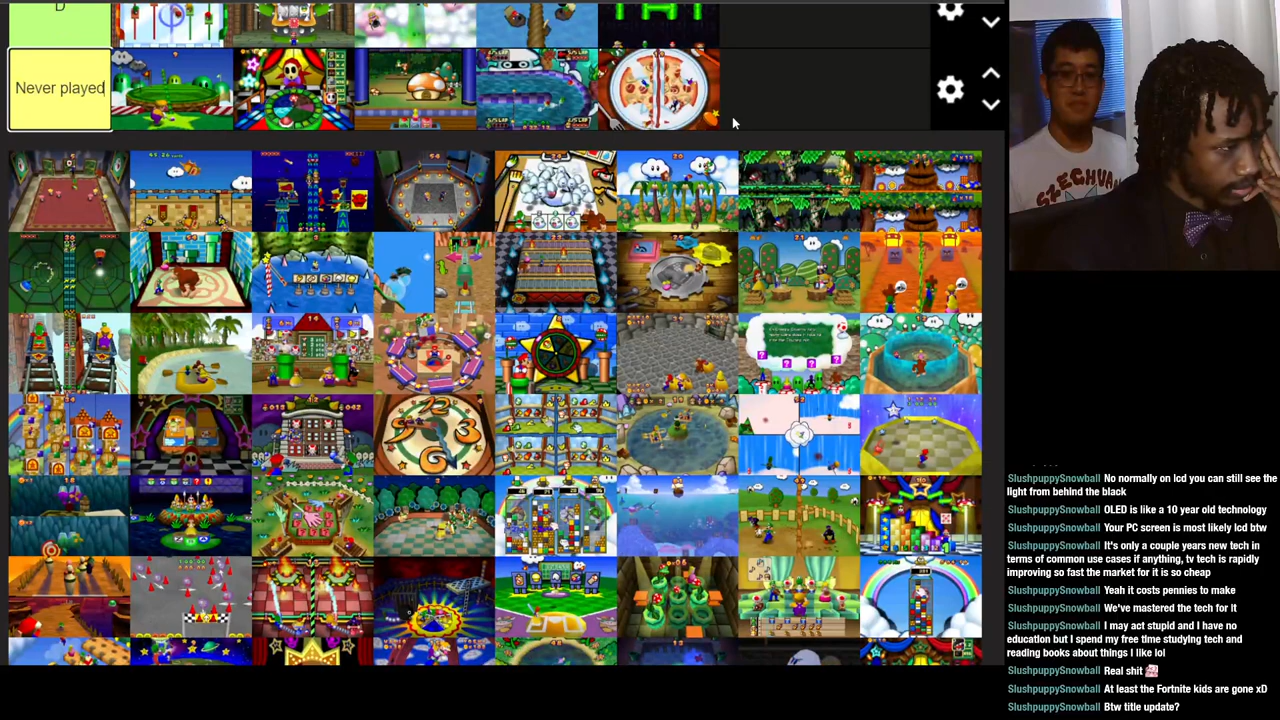 D
Never played
CZECHUAN
SlushpuppySnowball No normally on lcd you can still see the
light from behind the black
SlushpuppySnowball OLED is like a 10 year old technology
SlushpuppySnowball Your PC screen is most likely lcd btw
SlushpuppySnowball It's only a couple years new tech in
terms of common use cases if anything, tv tech is rapidly
improving so fast the market for it is so cheap
SlushpuppySnowball Yeah it costs pennies to make
SlushpuppySnowball We've mastered the tech for it
SlushpuppySnowball I may act stupid and I have no
education but I spend my free time studying tech and
reading books about things I like lol
SlushpuppySnowball Real shit
SlushpuppySnowball At least the Fortnite kids are gone xD
SlushpuppySnowball Btw title update?